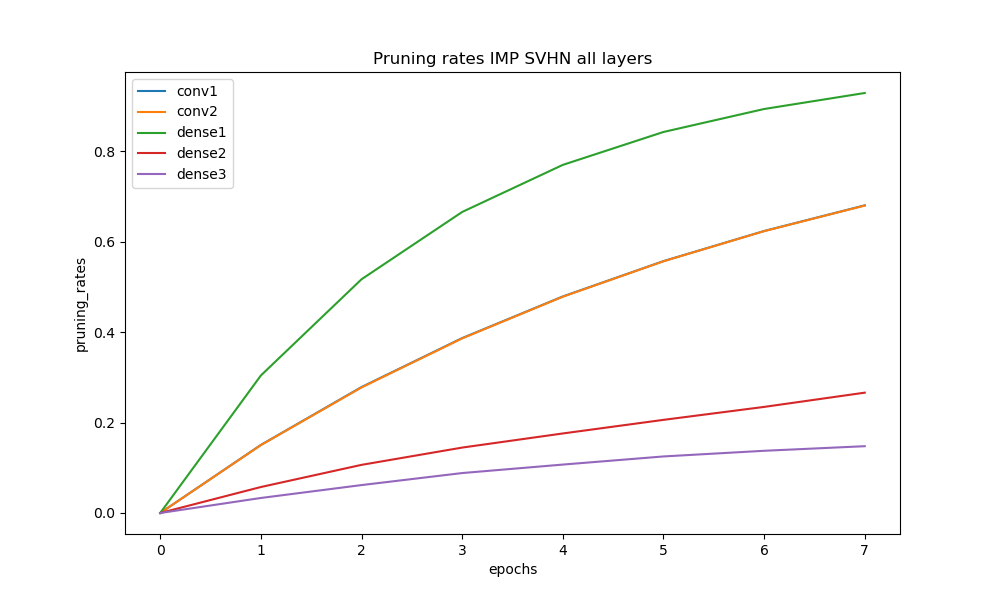 Pruning rates IMP SVHN all layers
conv1
conv2
dense1
dense2
dense3
pruning_rates
0.8
0.6
0.4
0.2
0.0
0 1 2 3 4 5 6 7
epochs